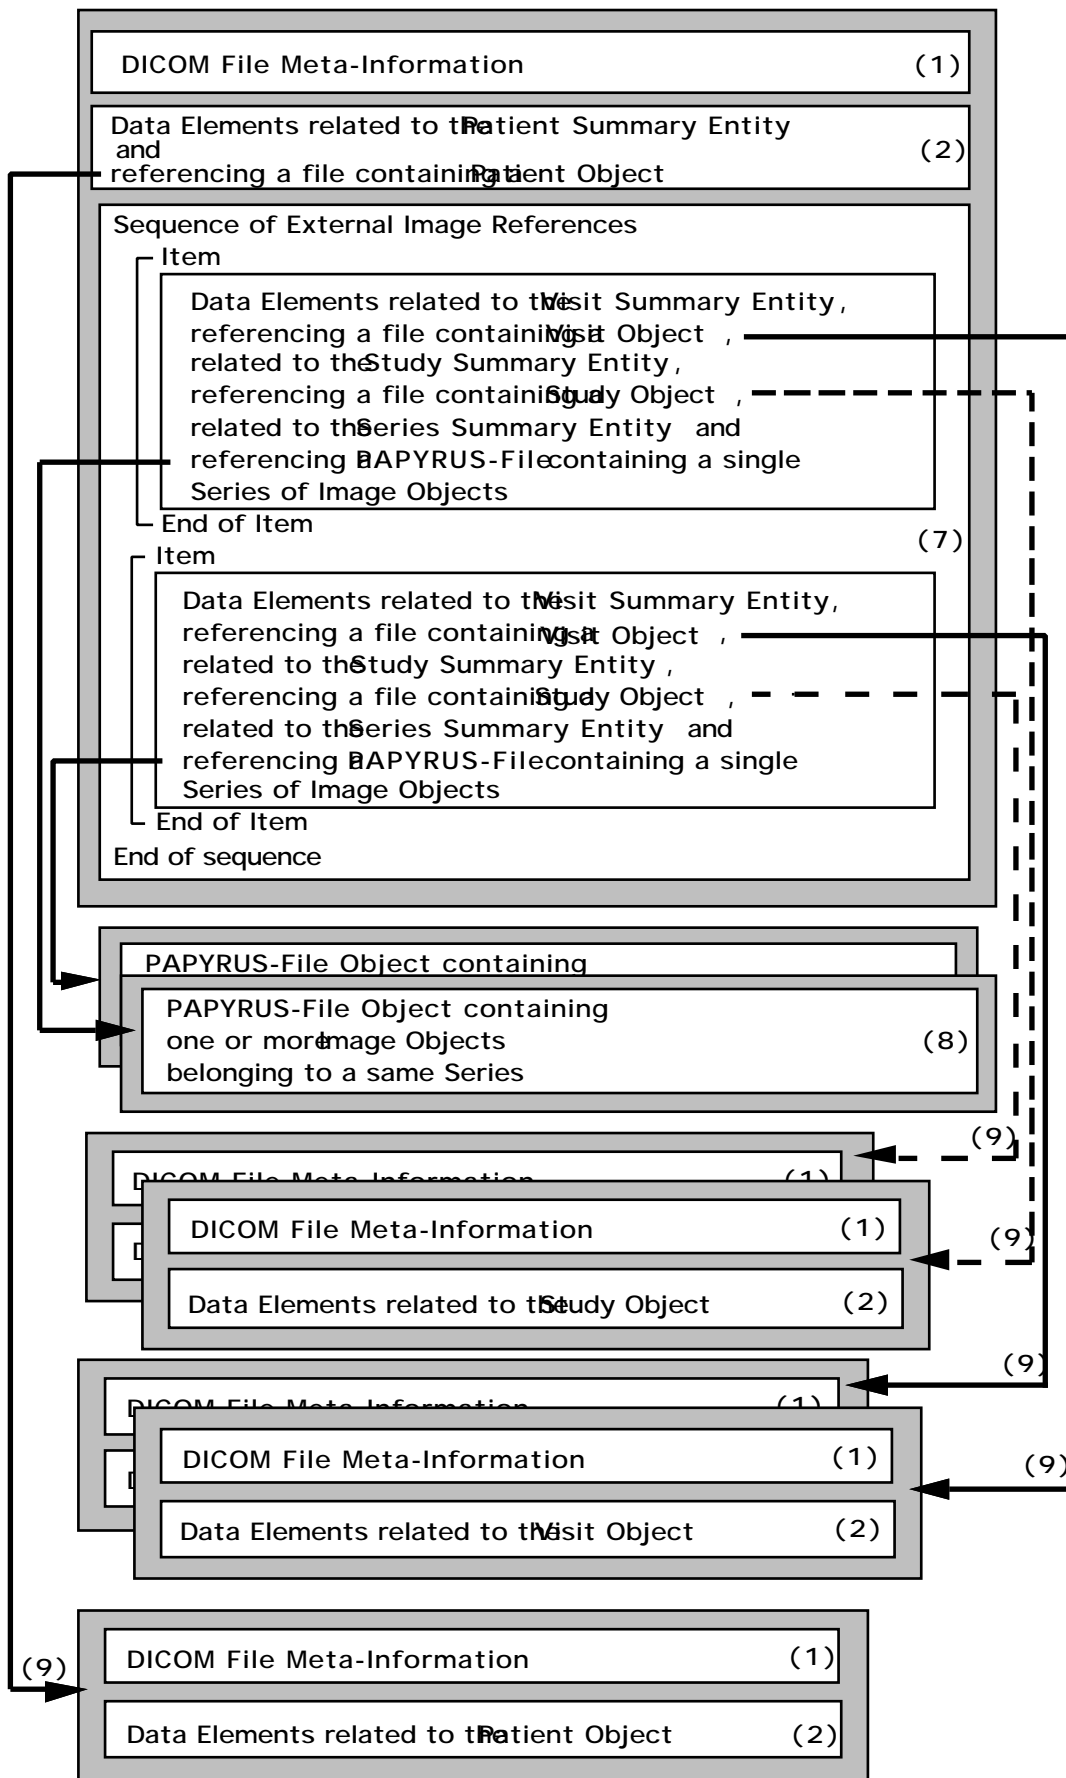 DICOM File Meta-Information (1)
Data Elements related to the Patient Summary Entity
and (2)
referencing a file containing a Patient Object
Sequence of External Image References
Item
Data Elements related to the Visit Summary Entity,
referencing a file containing a Visit Object ,
related to the Study Summary Entity,
referencing a file containing a Study Object ,
related to the Series Summary Entity and
referencing a PAPYRUS-File containing a single
Series of Image Objects
End of Item
(7)
Item
Data Elements related to the Visit Summary Entity,
referencing a file containing a Visit Object ,
related to the Study Summary Entity ,
referencing a file containing a Study Object ,
related to the Series Summary Entity and
referencing a PAPYRUS-File containing a single
Series of Image Objects
End of Item
End of sequence
PAPYRUS-File Object containing
PAPYRUS-File Object containing
one or more Image Objects (8)
belonging to a same Series
(9)
DICOM File Meta-Information (1)
D
DICOM File Meta-Information (1)
(9)
Data Elements related to the Study Object (2)
(9)
DICOM File Meta-Information (1)
D
DICOM File Meta-Information (1)
(9)
Data Elements related to the Visit Object (2)
DICOM File Meta-Information (1)
(9)
Data Elements related to the Patient Object (2)